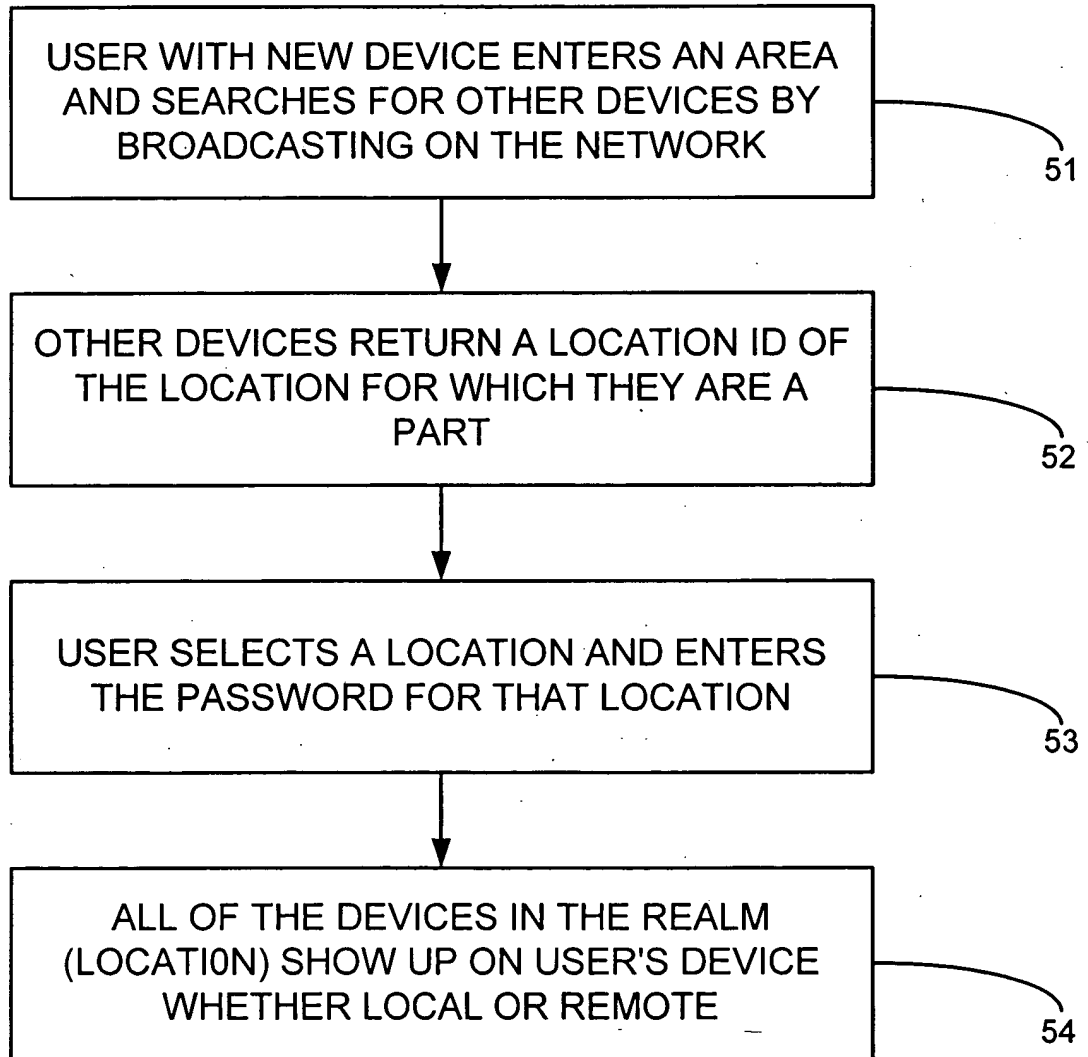 USER WITH NEW DEVICE ENTERS AN AREA
AND SEARCHES FOR OTHER DEVICES BY
BROADCASTING ON THE NETWORK
51
OTHER DEVICES RETURN A LOCATION ID OF
THE LOCATION FOR WHICH THEY ARE A
PART
52
USER SELECTS A LOCATION AND ENTERS
THE PASSWORD FOR THAT LOCATION
53
ALL OF THE DEVICES IN THE REALM
(LOCATI0N) SHOW UP ON USER'S DEVICE
WHETHER LOCAL OR REMOTE
54